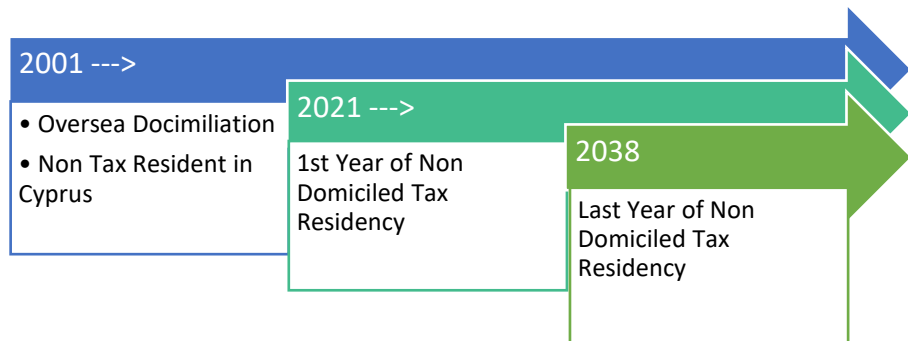 2001 --->
• Oversea Docimiliation
• Non Tax Resident in
Cyprus
2021 --->
1st Year of Non
Domiciled Tax
Residency
2038
Last Year of Non
Domiciled Tax
Residency